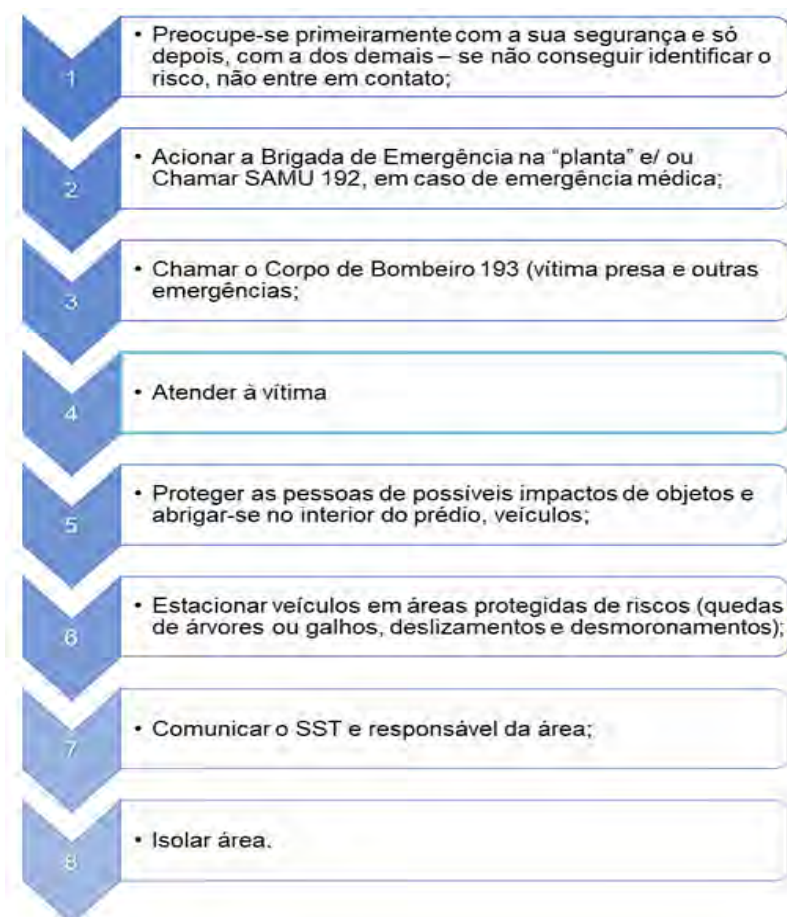 1
• Preocupe-se primeiramente com a sua segurança e só
depois, com a dos demais – se não conseguir identificar o
risco, não entre em contato;
2
• Acionar a Brigada de Emergência na “planta” e/ ou
Chamar SAMU 192, em caso de emergência médica;
3
• Chamar o Corpo de Bombeiro 193 (vítima presa e outras
emergências;
4
• Atender à vítima
5
• Proteger as pessoas de possíveis impactos de objetos e
abrigar-se no interior do prédio, veículos;
6
• Estacionar veículos em áreas protegidas de riscos (quedas
de árvores ou galhos, deslizamentos e desmoronamentos);
7
• Comunicar o SST e responsável da área;
8
• Isolar área.